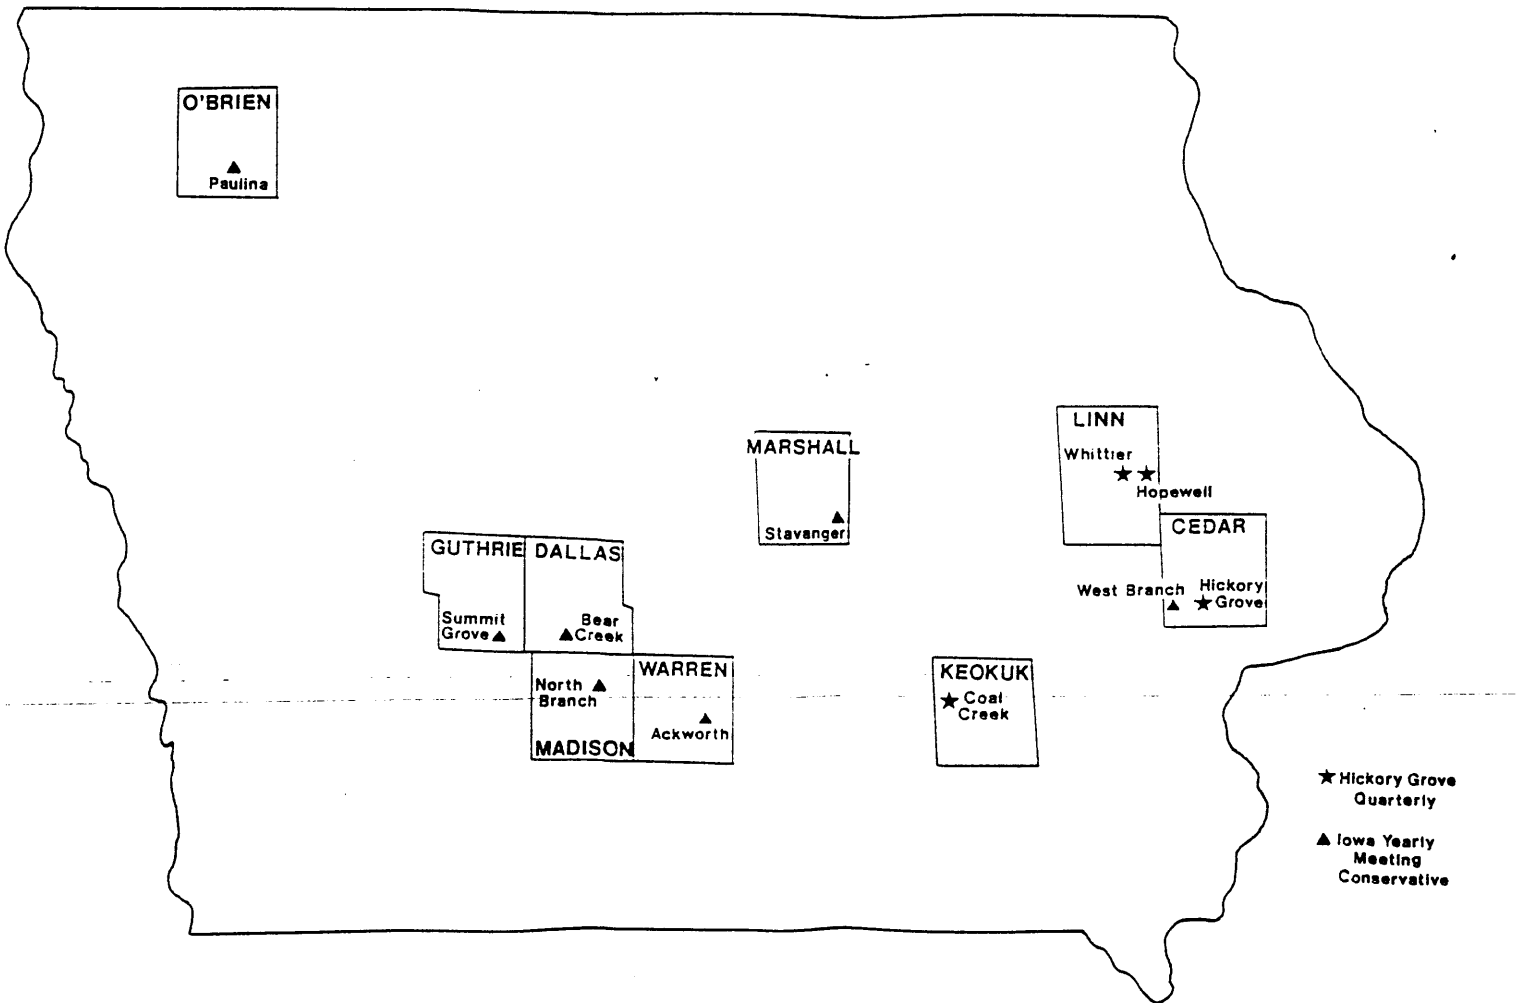 O'BRIEN
Paulina
LINN
Whittier
Hopewell
MARSHALL
Stavanger
CEDAR
West Branch
Hickory
Grove
GUTHRIE
Summit
Grove
DALLAS
Bear
Creek
North
Branch
MADISON
WARREN
Ackworth
KEOKUK
Coal
Creek
Hickory Grove
Quarterly
Iowa Yearly
Meeting
Conservative